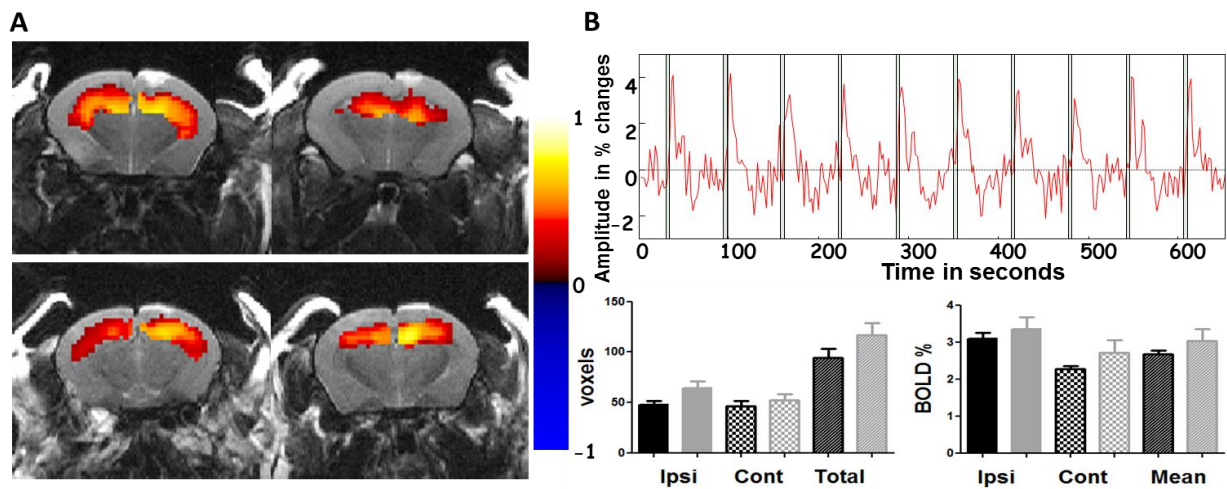 A
1
0
-1
B
Amplitude in % changes
4
2
0
-2
0 100 200 300 400 500 600
Time in seconds
voxels
150
100
50
0
Ipsi Cont Total
BOLD %
4
3
2
1
0
Ipsi Cont Mean